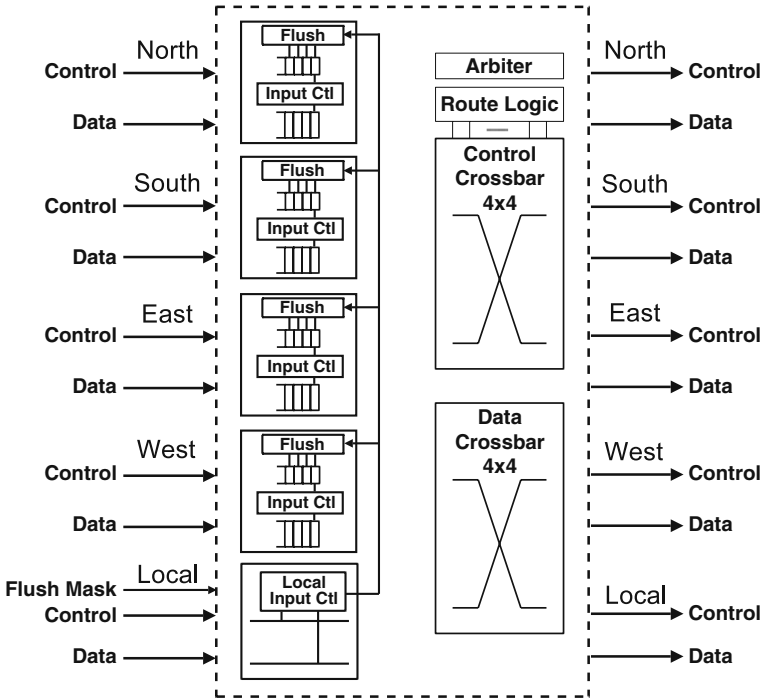 North
Control
Data
South
Control
Data
East
Control
Data
West
Control
Data
Local
Flush Mask
Control
Data
Flush
Input Ctl
Flush
Input Ctl
Flush
Input Ctl
Flush
Input Ctl
Local
Input Ctl
Arbiter
Route Logic
Control
Crossbar
4x4
Data
Crossbar
4x4
North
Control
Data
South
Control
Data
East
Control
Data
West
Control
Data
Local
Control
Data